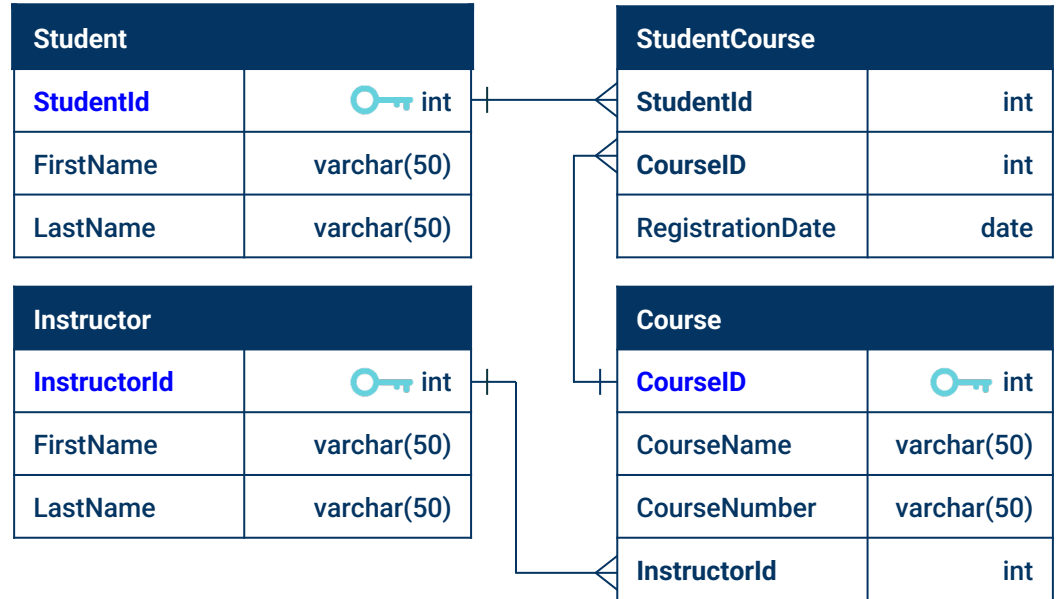 Student
StudentId int
FirstName varchar(50)
LastName varchar(50)
StudentCourse
StudentId int
CourseID int
RegistrationDate date
Instructor
InstructorId int
FirstName varchar(50)
LastName varchar(50)
Course
CourseID int
CourseName varchar(50)
CourseNumber varchar(50)
InstructorId int